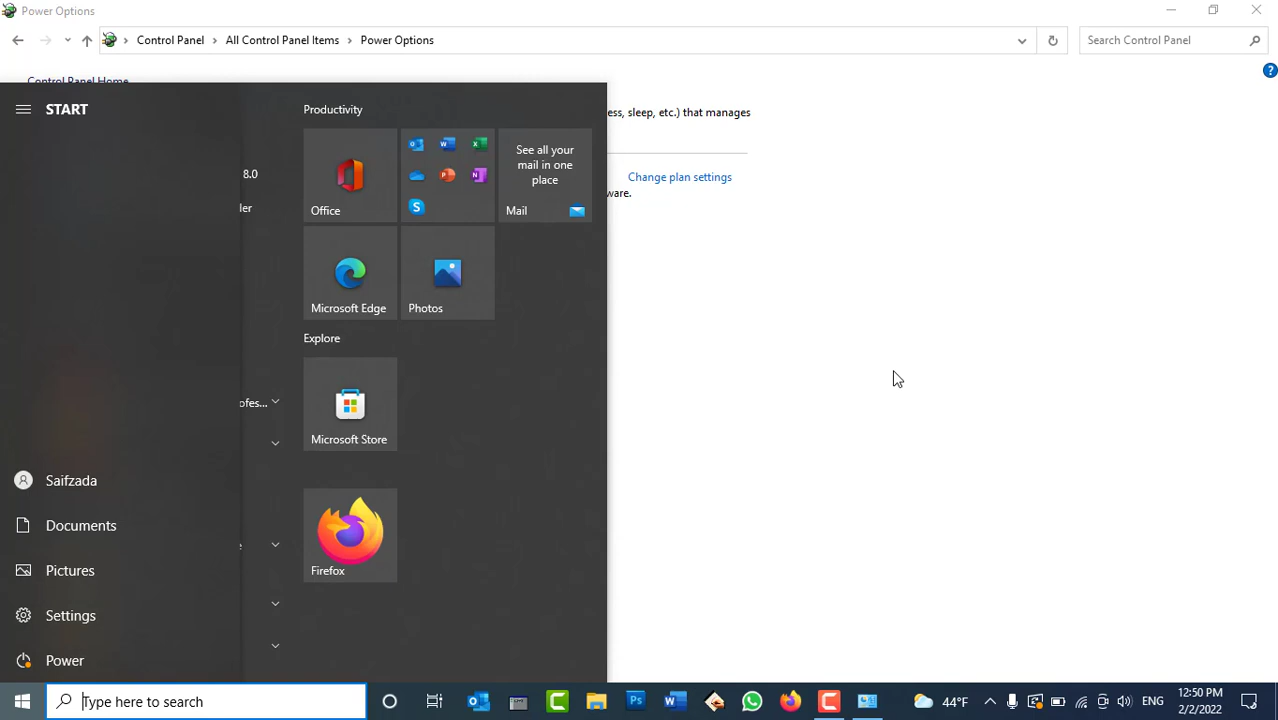 Power Options
Control Panel All Control Panel Items Power Options Search Control Panel
Control Panel Home
ess, sleep, etc.) that manages
Change plan settings
ware.
START
Saifzada
Documents
Pictures
Settings
Power
8.0
er
ofes...
e
Productivity
Office
See all your
mail in one
place
Mail
Microsoft Edge
Photos
Explore
Microsoft Store
Firefox
Type here to search
44°F
ENG
12:50 PM
2/2/2022